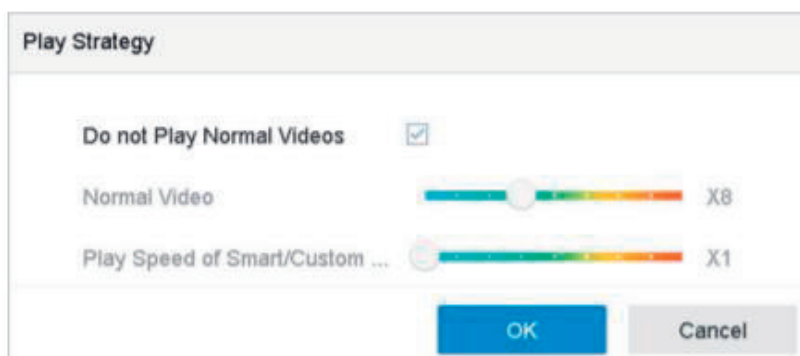 Play Strategy
Do not Play Normal Videos
Normal Video X8
Play Speed of Smart/Custom ... X1
OK Cancel